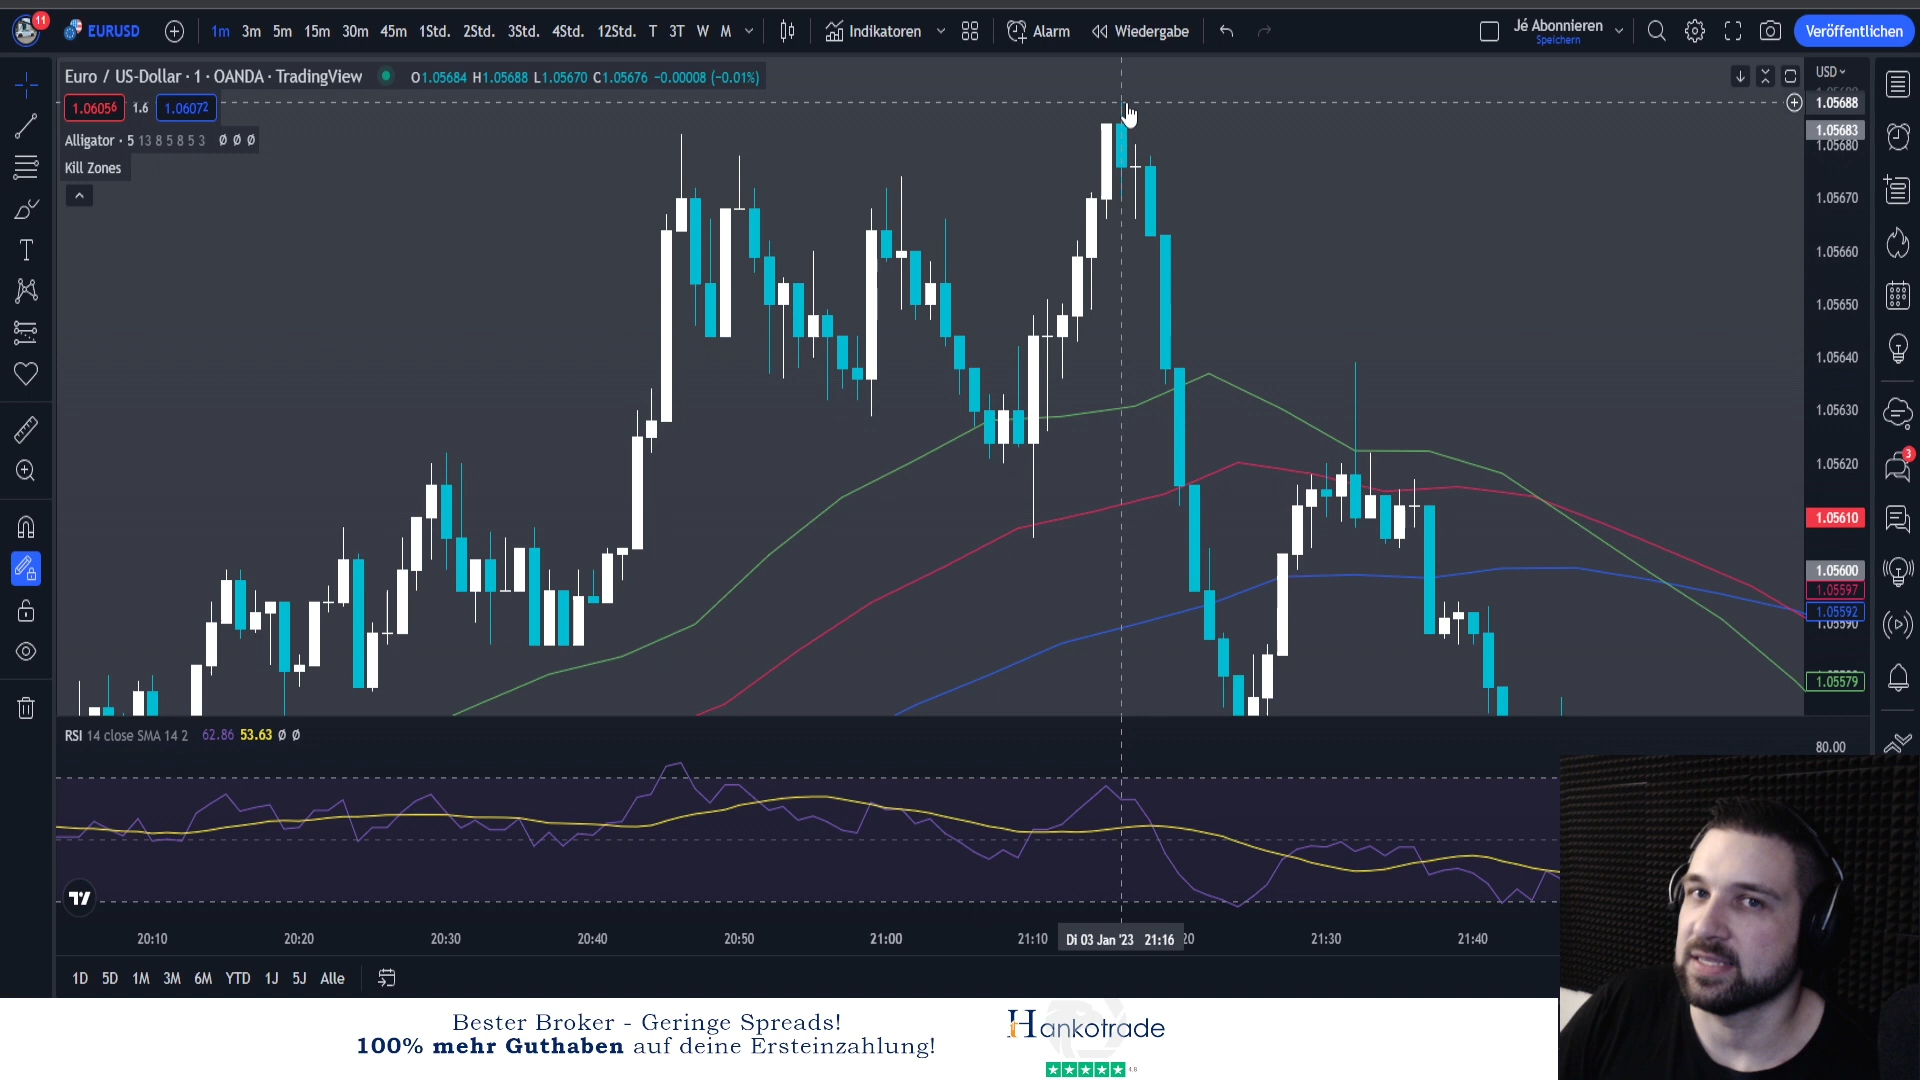 11
EURUSD
1m 3m 5m 15m 30m 45m 1Std. 2Std. 3Std. 4Std. 12Std. T 3T W M
Indikatoren
Alarm
Wiedergabe
Jé Abonnieren
Speichern
Veröffentlichen
Euro / US-Dollar · 1 · OANDA · TradingView
O1.05684 H1.05688 L1.05670 C1.05676 −0.00008 (−0.01%)
USD
1.06056 1.6 1.06072
Alligator · 5 13 8 5 8 5 3 Ø Ø Ø
Kill Zones
1.05688
1.05683
1.05680
1.05670
1.05660
1.05650
1.05640
1.05630
1.05620
1.05610
1.05600
1.05597
1.05592
1.05590
1.05579
3
RSI 14 close SMA 14 2 62.86 53.63 Ø Ø
80.00
20:10 20:20 20:30 20:40 20:50 21:00 21:10 Di 03 Jan '23 21:16 20 21:30 21:40
1D 5D 1M 3M 6M YTD 1J 5J Alle
Bester Broker - Geringe Spreads!
100% mehr Guthaben auf deine Ersteinzahlung!
Hankotrade
4.8